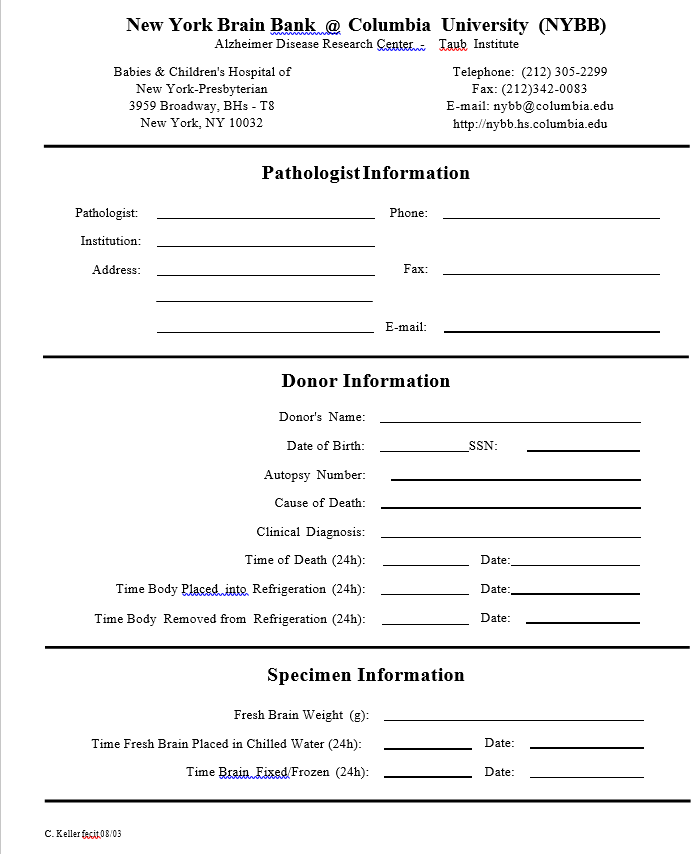 New York Brain Bank @ Columbia University (NYBB)
Alzheimer Disease Research Center - Taub Institute
Babies & Children's Hospital of
New York-Presbyterian
3959 Broadway, BHs - T8
New York, NY 10032
Telephone: (212) 305-2299
Fax: (212)342-0083
E-mail: nybb@columbia.edu
http://nybb.hs.columbia.edu
Pathologist Information
Pathologist: Phone:
Institution:
Address: Fax:
E-mail:
Donor Information
Donor's Name:
Date of Birth: SSN:
Autopsy Number:
Cause of Death:
Clinical Diagnosis:
Time of Death (24h): Date:
Time Body Placed into Refrigeration (24h): Date:
Time Body Removed from Refrigeration (24h): Date:
Specimen Information
Fresh Brain Weight (g):
Time Fresh Brain Placed in Chilled Water (24h): Date:
Time Brain Fixed/Frozen (24h): Date:
C. Keller fecit 08/03